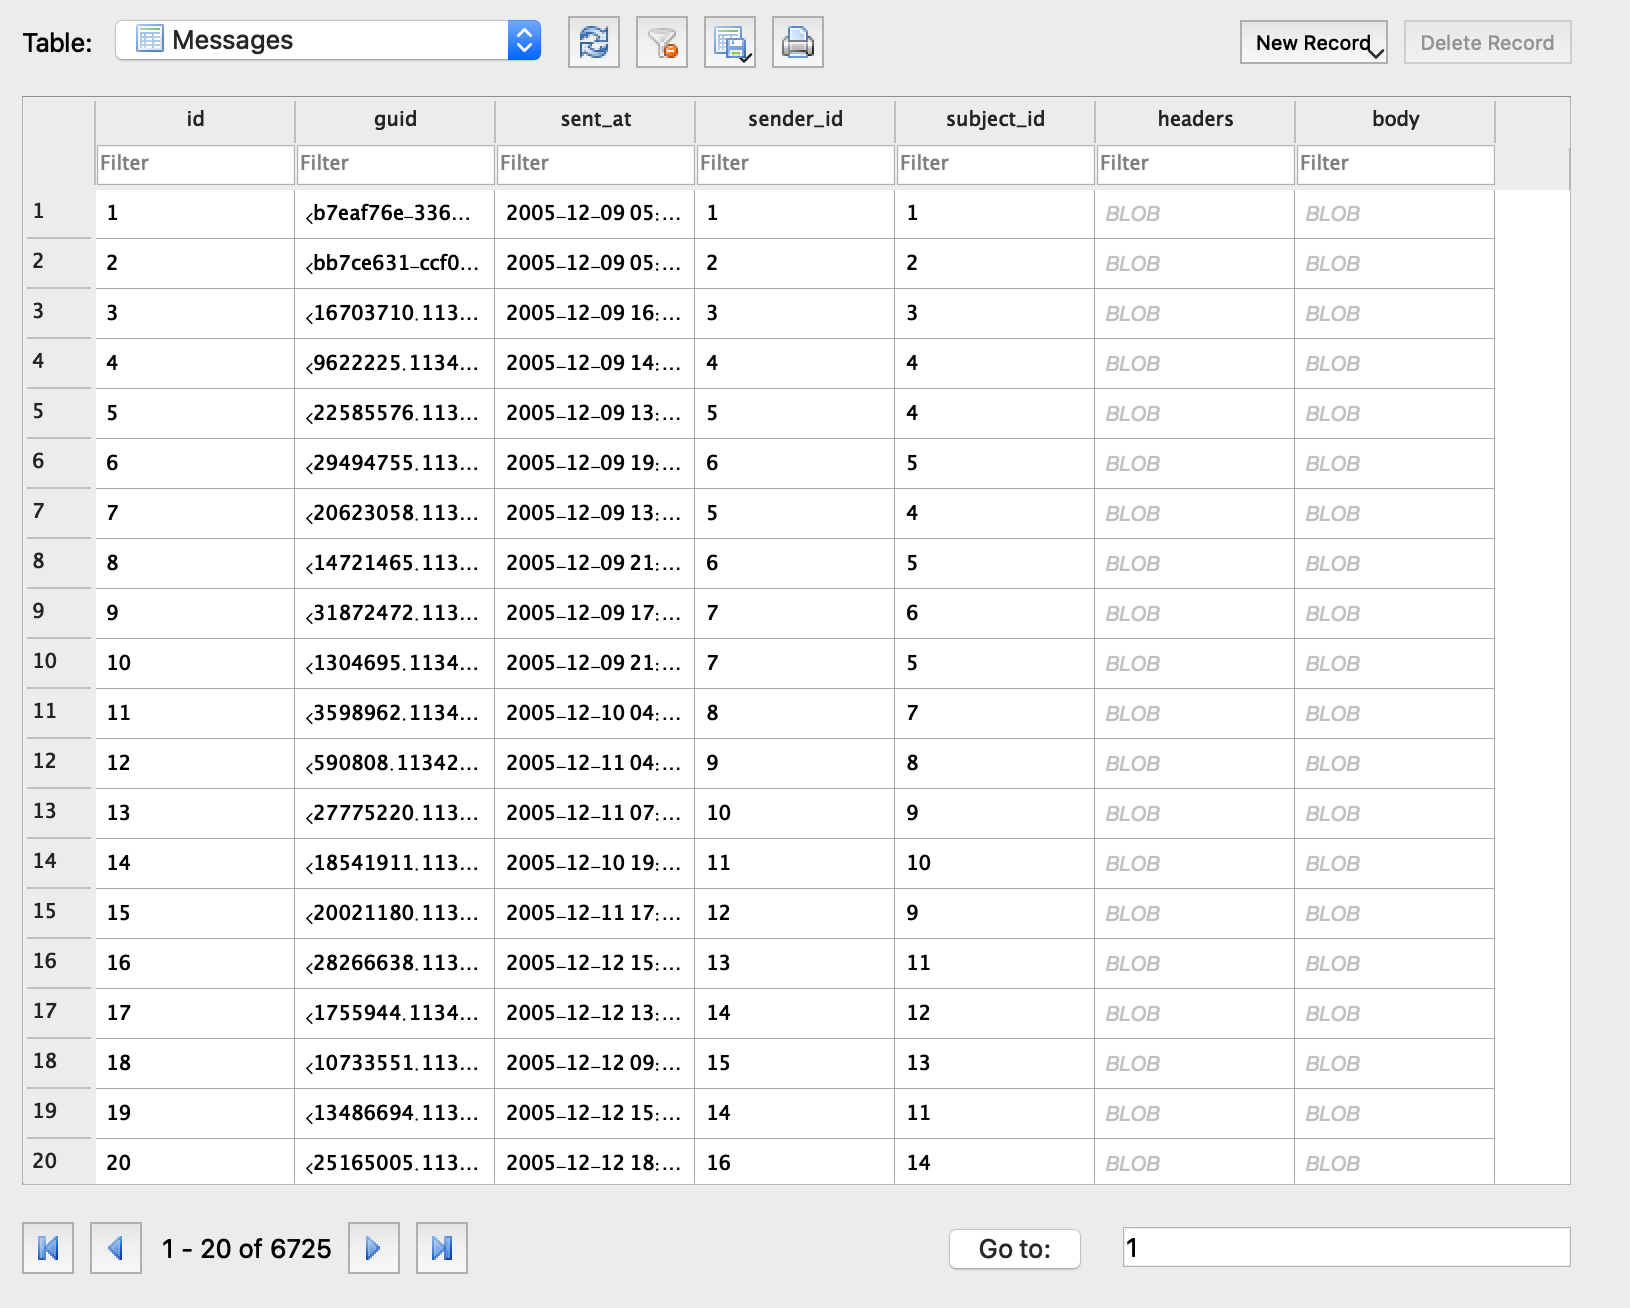 Table: Messages New Record Delete Record
id guid sent_at sender_id subject_id headers body
Filter Filter Filter Filter Filter Filter Filter
1 1 <b7eaf76e-336... 2005-12-09 05:... 1 1 BLOB BLOB
2 2 <bb7ce631-ccf0... 2005-12-09 05:... 2 2 BLOB BLOB
3 3 <16703710.113... 2005-12-09 16:... 3 3 BLOB BLOB
4 4 <9622225.1134... 2005-12-09 14:... 4 4 BLOB BLOB
5 5 <22585576.113... 2005-12-09 13:... 5 4 BLOB BLOB
6 6 <29494755.113... 2005-12-09 19:... 6 5 BLOB BLOB
7 7 <20623058.113... 2005-12-09 13:... 5 4 BLOB BLOB
8 8 <14721465.113... 2005-12-09 21:... 6 5 BLOB BLOB
9 9 <31872472.113... 2005-12-09 17:... 7 6 BLOB BLOB
10 10 <1304695.1134... 2005-12-09 21:... 7 5 BLOB BLOB
11 11 <3598962.1134... 2005-12-10 04:... 8 7 BLOB BLOB
12 12 <590808.11342... 2005-12-11 04:... 9 8 BLOB BLOB
13 13 <27775220.113... 2005-12-11 07:... 10 9 BLOB BLOB
14 14 <18541911.113... 2005-12-10 19:... 11 10 BLOB BLOB
15 15 <20021180.113... 2005-12-11 17:... 12 9 BLOB BLOB
16 16 <28266638.113... 2005-12-12 15:... 13 11 BLOB BLOB
17 17 <1755944.1134... 2005-12-12 13:... 14 12 BLOB BLOB
18 18 <10733551.113... 2005-12-12 09:... 15 13 BLOB BLOB
19 19 <13486694.113... 2005-12-12 15:... 14 11 BLOB BLOB
20 20 <25165005.113... 2005-12-12 18:... 16 14 BLOB BLOB
1 - 20 of 6725 Go to: 1